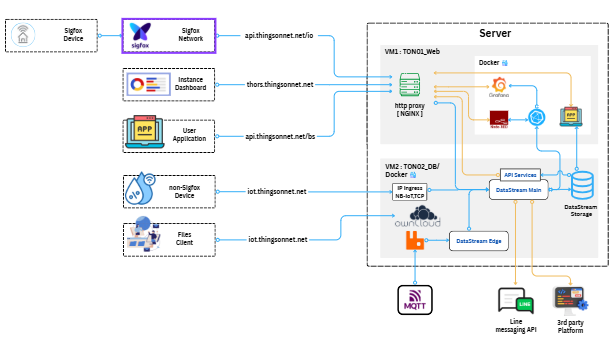 Sigfox
Device
sigfox
Sigfox
Network
api.thingsonnet.net/io
Instance
Dashboard
thors.thingsonnet.net
APP
User
Application
api.thingsonnet.net/bs
non-Sigfox
Device
iot.thingsonnet.net
Files
Client
iot.thingsonnet.net
Server
VM1 : TON01_Web
http proxy
[ NGINX ]
Docker
Grafana
Node-RED
APP
VM2 : TON02_DB/
Docker
IP Ingress
NB-IoT,TCP
API Services
DataStream Main
DataStream
Storage
ownCloud
DataStream Edge
MQTT
LINE
Line
messaging API
3rd party
Platform